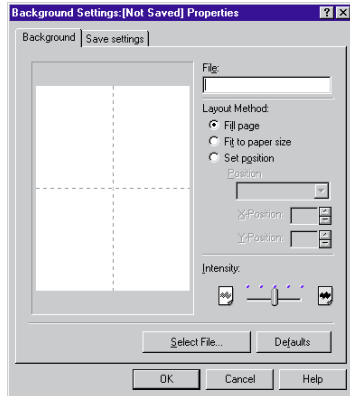 Background Settings:[Not Saved] Properties
Background
Save settings
File:
Layout Method:
Fill page
Fit to paper size
Set position
Position
X-Position:
Y-Position:
Intensity:
Select File...
Defaults
OK
Cancel
Help